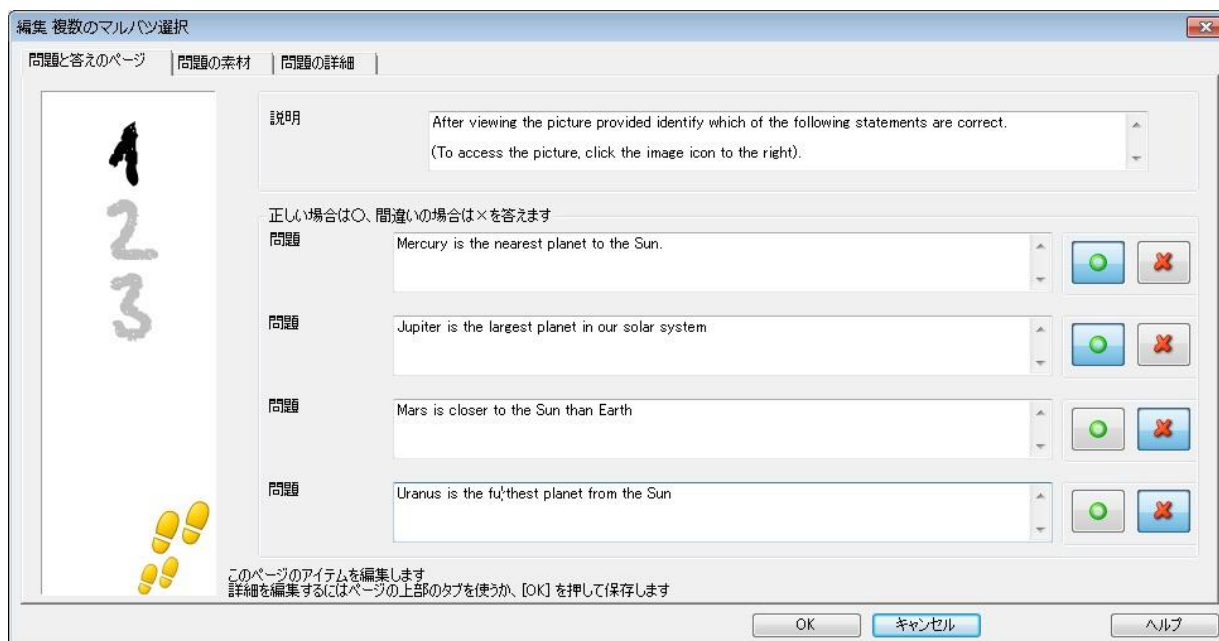 編集 複数のマルバツ選択
問題と答えのページ
問題の素材
問題の詳細
1
2
3
説明
After viewing the picture provided identify which of the following statements are correct.
(To access the picture, click the image icon to the right).
正しい場合は〇、間違いの場合は×を答えます
問題
Mercury is the nearest planet to the Sun.
問題
Jupiter is the largest planet in our solar system
問題
Mars is closer to the Sun than Earth
問題
Uranus is the furthest planet from the Sun
このページのアイテムを編集します
詳細を編集するにはページの上部のタブを使うか、[OK] を押して保存します
OK
キャンセル
ヘルプ